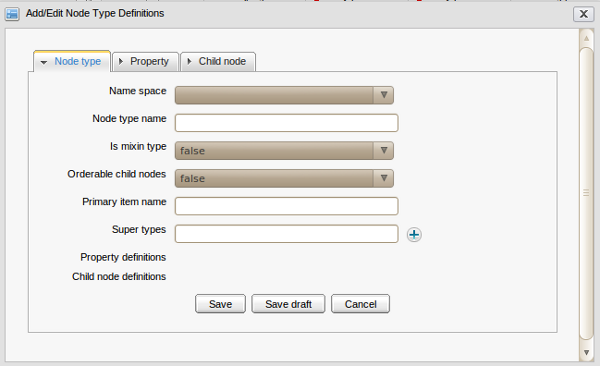 Add/Edit Node Type Definitions
Node type
Property
Child node
Name space
Node type name
Is mixin type
false
Orderable child nodes
false
Primary item name
Super types
Property definitions
Child node definitions
Save
Save draft
Cancel